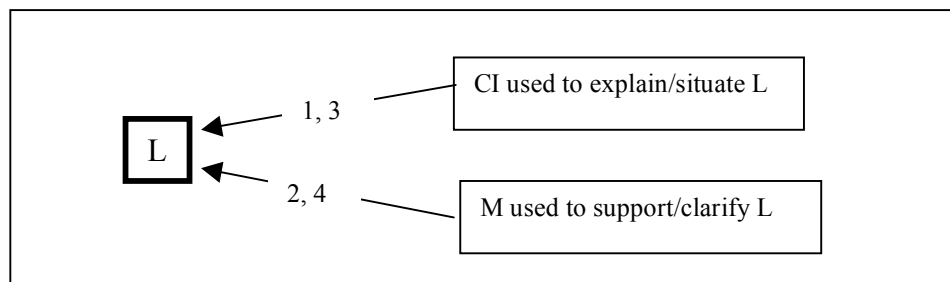 CI used to explain/situate L
1, 3
L
2, 4
M used to support/clarify L